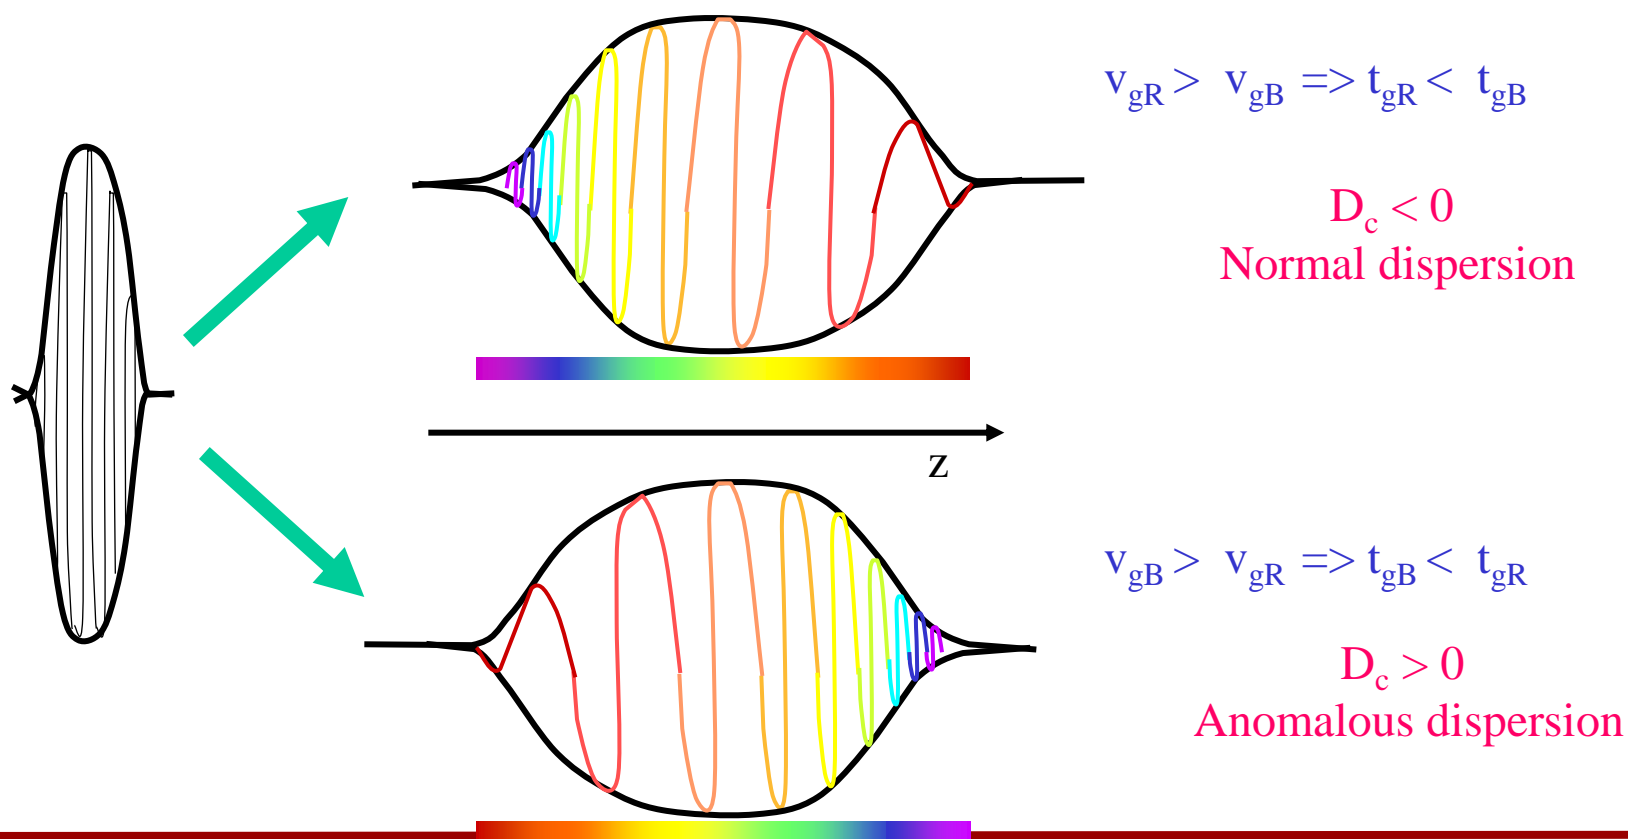 v_gR > v_gB => t_gR < t_gB
D_c < 0
Normal dispersion
z
v_gB > v_gR => t_gB < t_gR
D_c > 0
Anomalous dispersion